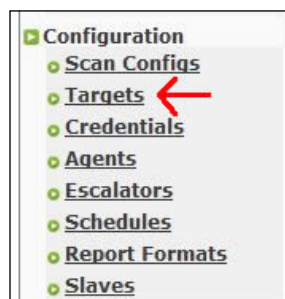 Configuration
Scan Configs
Targets
Credentials
Agents
Escalators
Schedules
Report Formats
Slaves